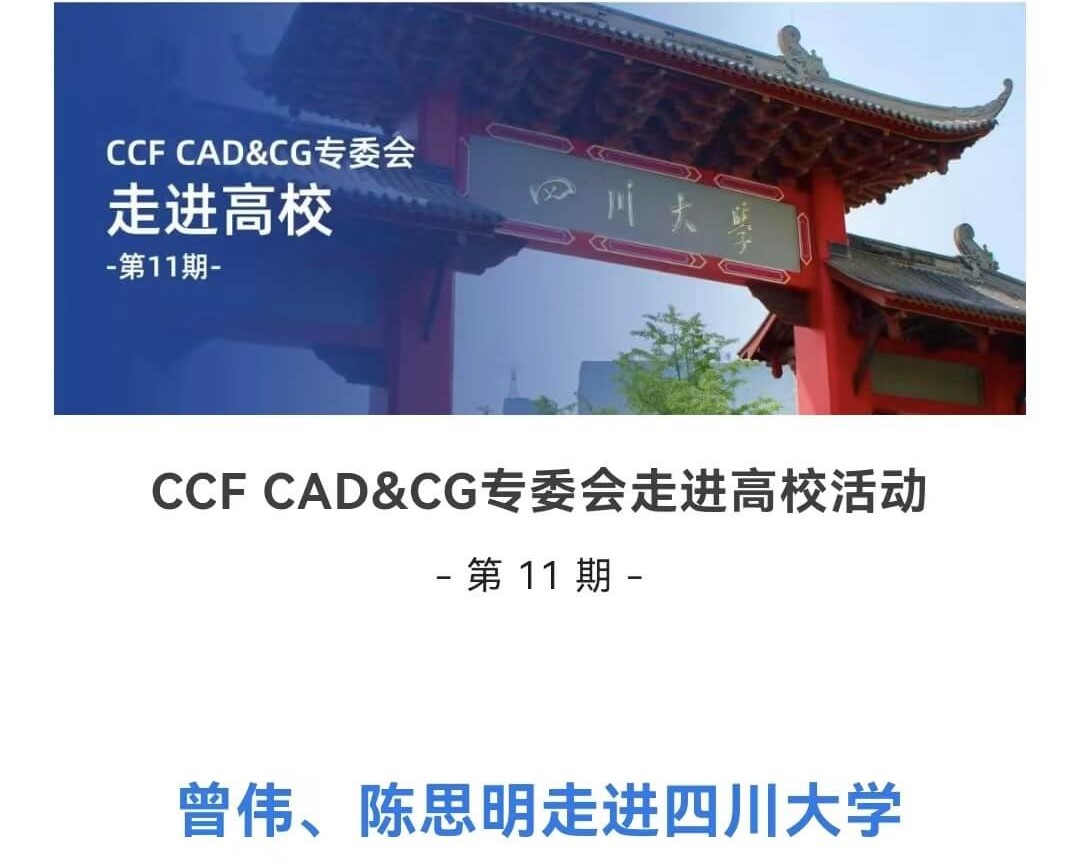 CCF CAD&CG专委会
走进高校
-第11期-
四川大學
CCF CAD&CG专委会走进高校活动
- 第 11 期 -
曾伟、陈思明走进四川大学